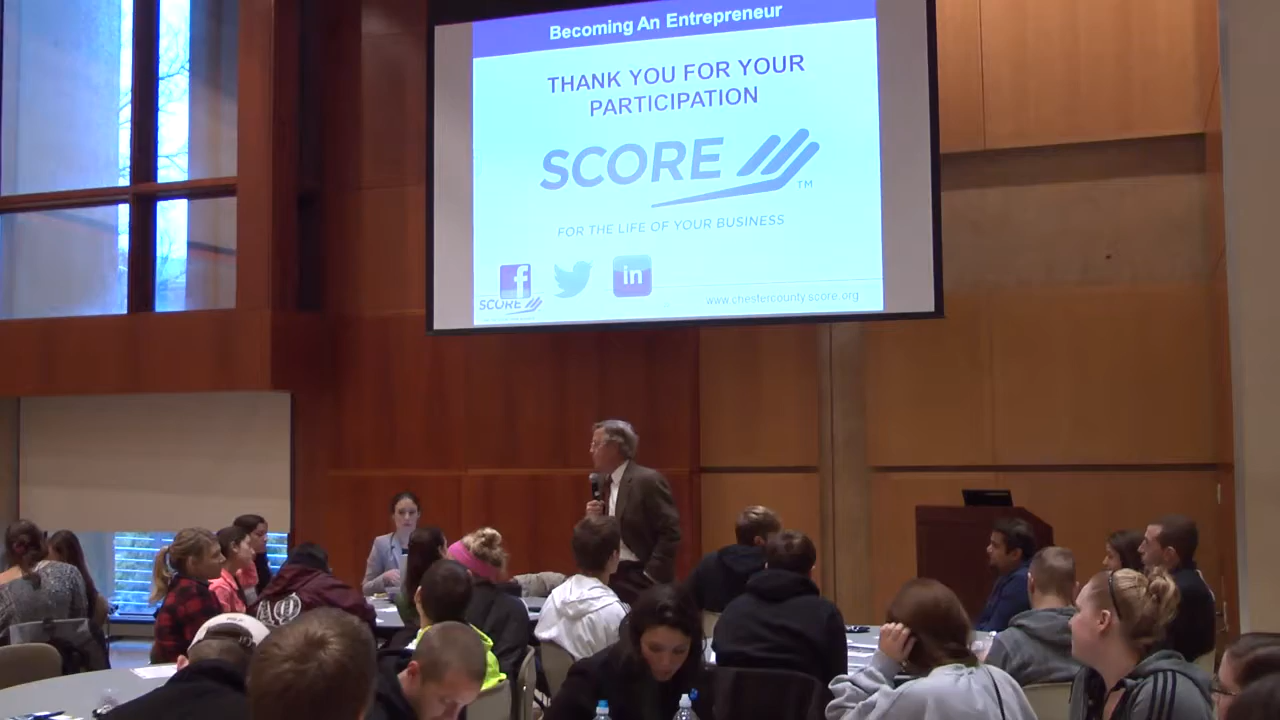 Becoming An Entrepreneur
THANK YOU FOR YOUR
PARTICIPATION
SCORE
TM
FOR THE LIFE OF YOUR BUSINESS
f
in
SCORE
www.chestercounty.score.org